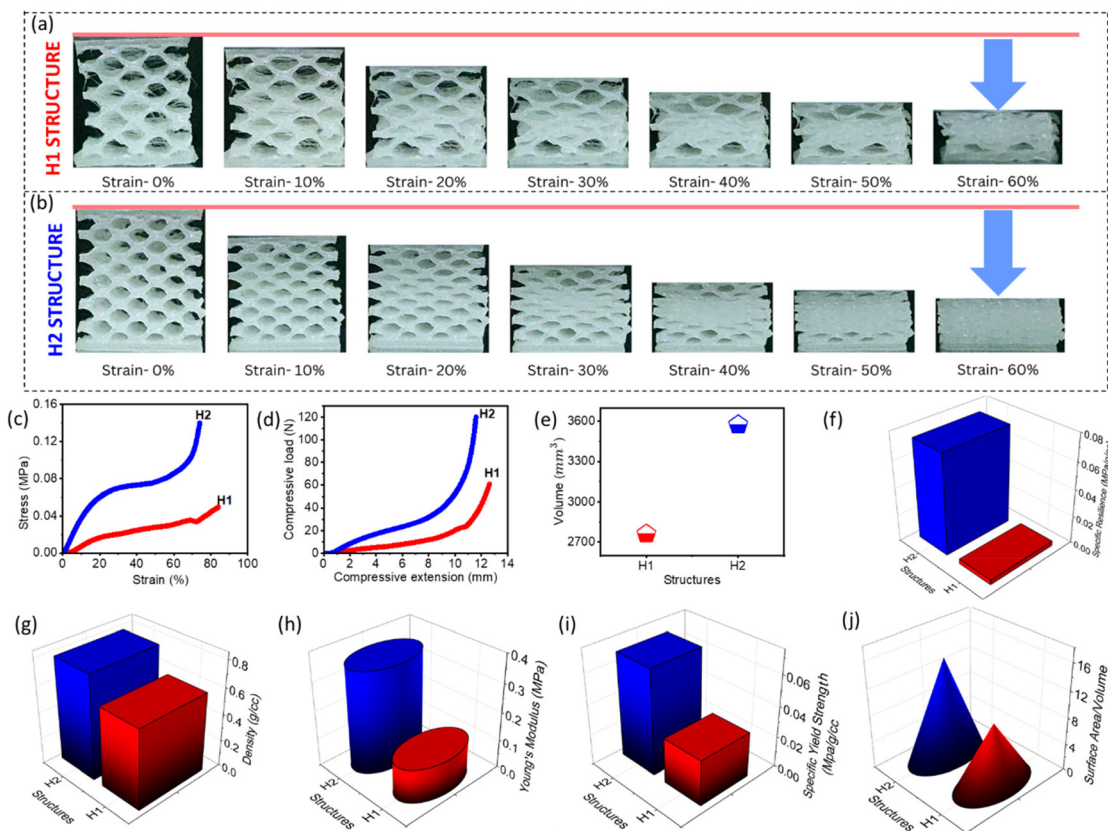 (a)
H1 STRUCTURE
Strain- 0%
Strain- 10%
Strain- 20%
Strain- 30%
Strain- 40%
Strain- 50%
Strain- 60%
(b)
H2 STRUCTURE
Strain- 0%
Strain- 10%
Strain- 20%
Strain- 30%
Strain- 40%
Strain- 50%
Strain- 60%
(c)
Stress (MPa)
0.16
0.12
0.08
0.04
0.00
H2
H1
0 20 40 60 80 100
Strain (%)
(d)
Compressive load (N)
120
100
80
60
40
20
0
H2
H1
0 2 4 6 8 10 12 14
Compressive extension (mm)
(e)
Volume (mm³)
3600
3300
3000
2700
H1 H2
Structures
(f)
0.08
0.06
0.04
0.02
0.00
Specific Resilience
H2
H1
Structures
(g)
0.8
0.6
0.4
0.2
0.0
Density (g/cc)
H2
H1
Structures
(h)
0.4
0.3
0.2
0.1
0.0
Young's Modulus (MPa)
H2
H1
Structures
(i)
0.06
0.04
0.02
0.00
Specific Yield Strength
(Mpa/g/cc)
H2
H1
Structures
(j)
16
12
8
4
0
Surface Area/Volume
H2
H1
Structures